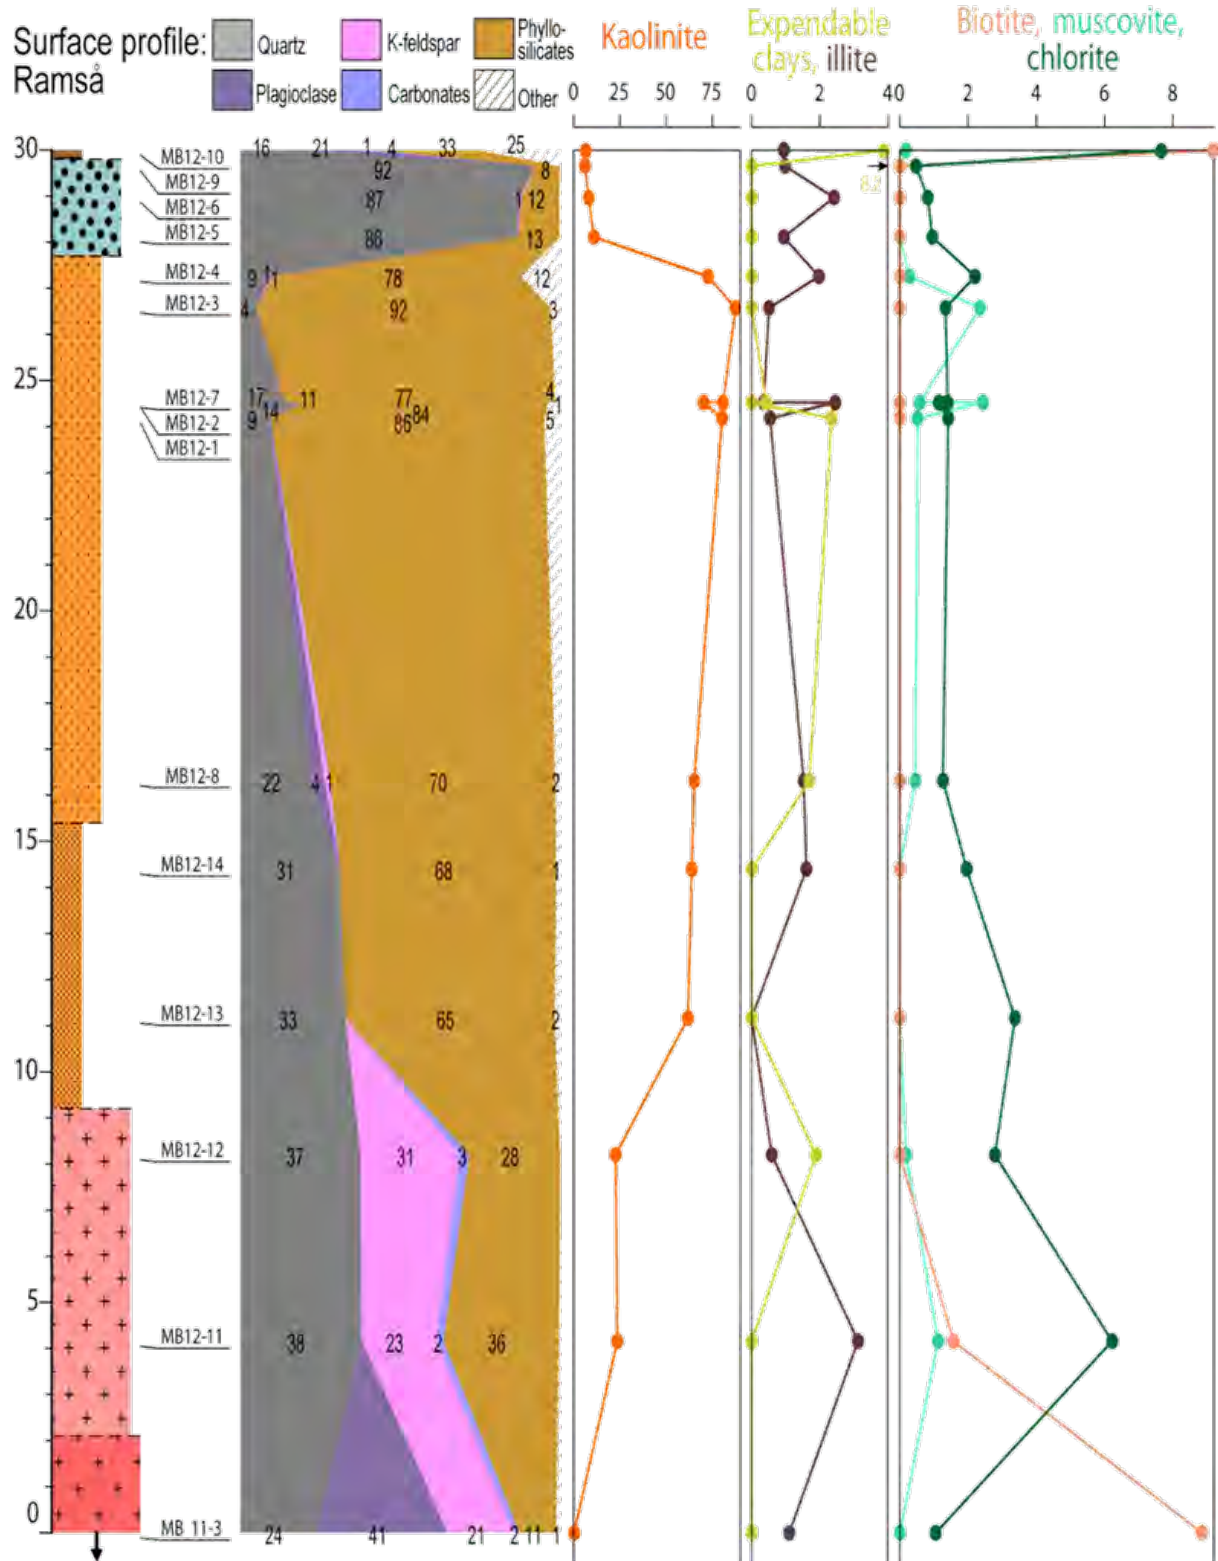 Surface profile:
Ramså
Quartz
K-feldspar
Phyllo-
silicates
Plagioclase
Carbonates
Other
Kaolinite
Expendable
clays, illite
Biotite, muscovite,
chlorite
0 25 50 75
0 2 4
0 2 4 6 8
30
25
20
15
10
5
0
MB12-10
MB12-9
MB12-6
MB12-5
MB12-4
MB12-3
MB12-7
MB12-2
MB12-1
MB12-8
MB12-14
MB12-13
MB12-12
MB12-11
MB 11-3
16 21 1 4 33 25
92 8
87 1 12
86 13
9 1 1 78 12
4 92 3
17 11 77 4
14 84 1
9 86 5
22 4 1 70 2
31 68 1
33 65 2
37 31 3 28
38 23 2 36
24 41 21 2 11 1
8.2